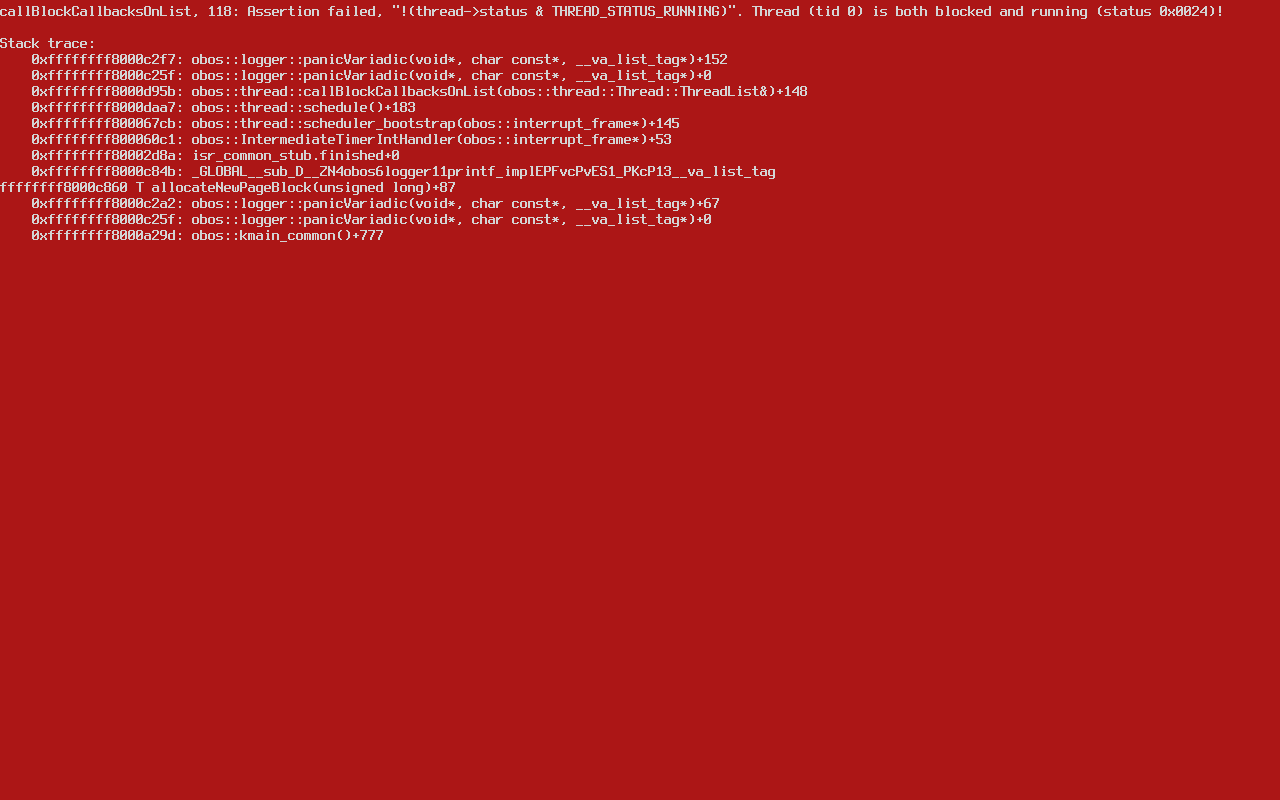 callBlockCallbacksOnList, 118: Assertion failed, "!(thread->status & THREAD_STATUS_RUNNING)". Thread (tid 0) is both blocked and running (status 0x0024)!
Stack trace:
0xffffffff8000c2f7: obos::logger::panicVariadic(void*, char const*, __va_list_tag*)+152
0xffffffff8000c25f: obos::logger::panicVariadic(void*, char const*, __va_list_tag*)+0
0xffffffff8000d95b: obos::thread::callBlockCallbacksOnList(obos::thread::Thread::ThreadList&)+148
0xffffffff8000daa7: obos::thread::schedule()+183
0xffffffff800067cb: obos::thread::scheduler_bootstrap(obos::interrupt_frame*)+145
0xffffffff800060c1: obos::IntermediateTimerIntHandler(obos::interrupt_frame*)+53
0xffffffff80002d8a: isr_common_stub.finished+0
0xffffffff8000c84b: _GLOBAL__sub_D__ZN4obos6logger11printf_implEPFvcPvES1_PKcP13__va_list_tag
ffffffff8000c860 T allocateNewPageBlock(unsigned long)+87
0xffffffff8000c2a2: obos::logger::panicVariadic(void*, char const*, __va_list_tag*)+67
0xffffffff8000c25f: obos::logger::panicVariadic(void*, char const*, __va_list_tag*)+0
0xffffffff8000a29d: obos::kmain_common()+777